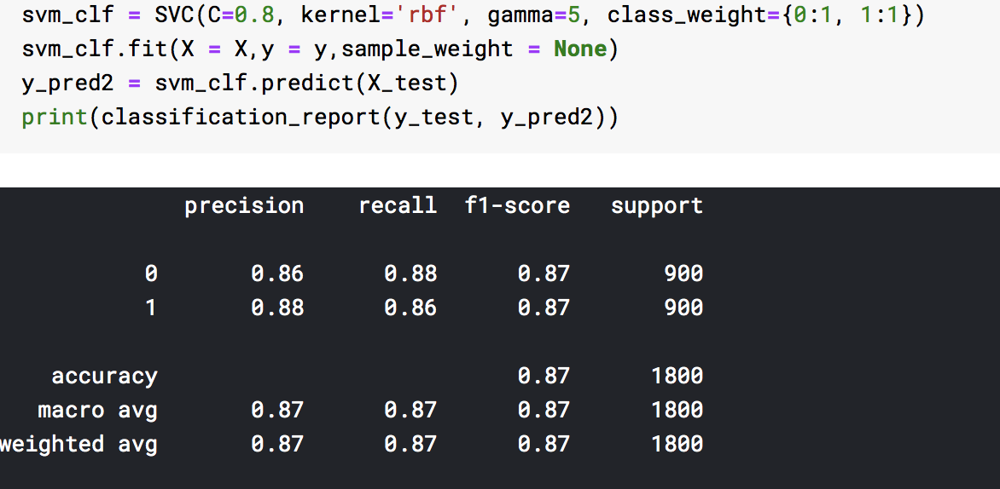 svm_clf = SVC(C=0.8, kernel='rbf', gamma=5, class_weight={0:1, 1:1})
svm_clf.fit(X = X,y = y,sample_weight = None)
y_pred2 = svm_clf.predict(X_test)
print(classification_report(y_test, y_pred2))
precision recall f1-score support
0 0.86 0.88 0.87 900
1 0.88 0.86 0.87 900
accuracy 0.87 1800
macro avg 0.87 0.87 0.87 1800
weighted avg 0.87 0.87 0.87 1800